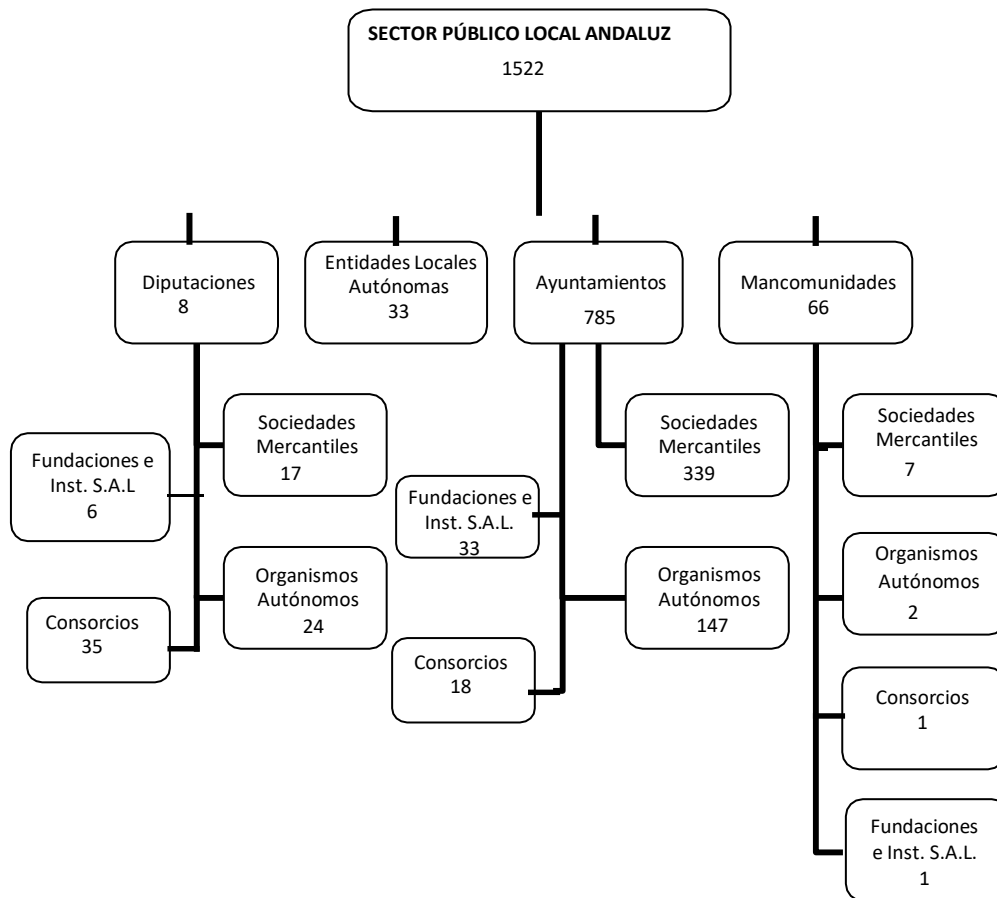 SECTOR PÚBLICO LOCAL ANDALUZ
1522
Diputaciones
8
Entidades Locales
Autónomas
33
Ayuntamientos
785
Mancomunidades
66
Sociedades
Mercantiles
17
Fundaciones e
Inst. S.A.L
6
Organismos
Autónomos
24
Consorcios
35
Sociedades
Mercantiles
339
Fundaciones e
Inst. S.A.L.
33
Organismos
Autónomos
147
Consorcios
18
Sociedades
Mercantiles
7
Organismos
Autónomos
2
Consorcios
1
Fundaciones
e Inst. S.A.L.
1